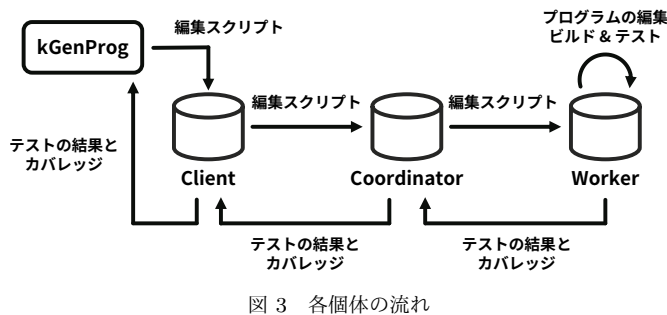 kGenProg
編集スクリプト
プログラムの編集
ビルド & テスト
編集スクリプト
編集スクリプト
テストの結果と
カバレッジ
Client
Coordinator
Worker
テストの結果と
カバレッジ
テストの結果と
カバレッジ
図 3　各個体の流れ